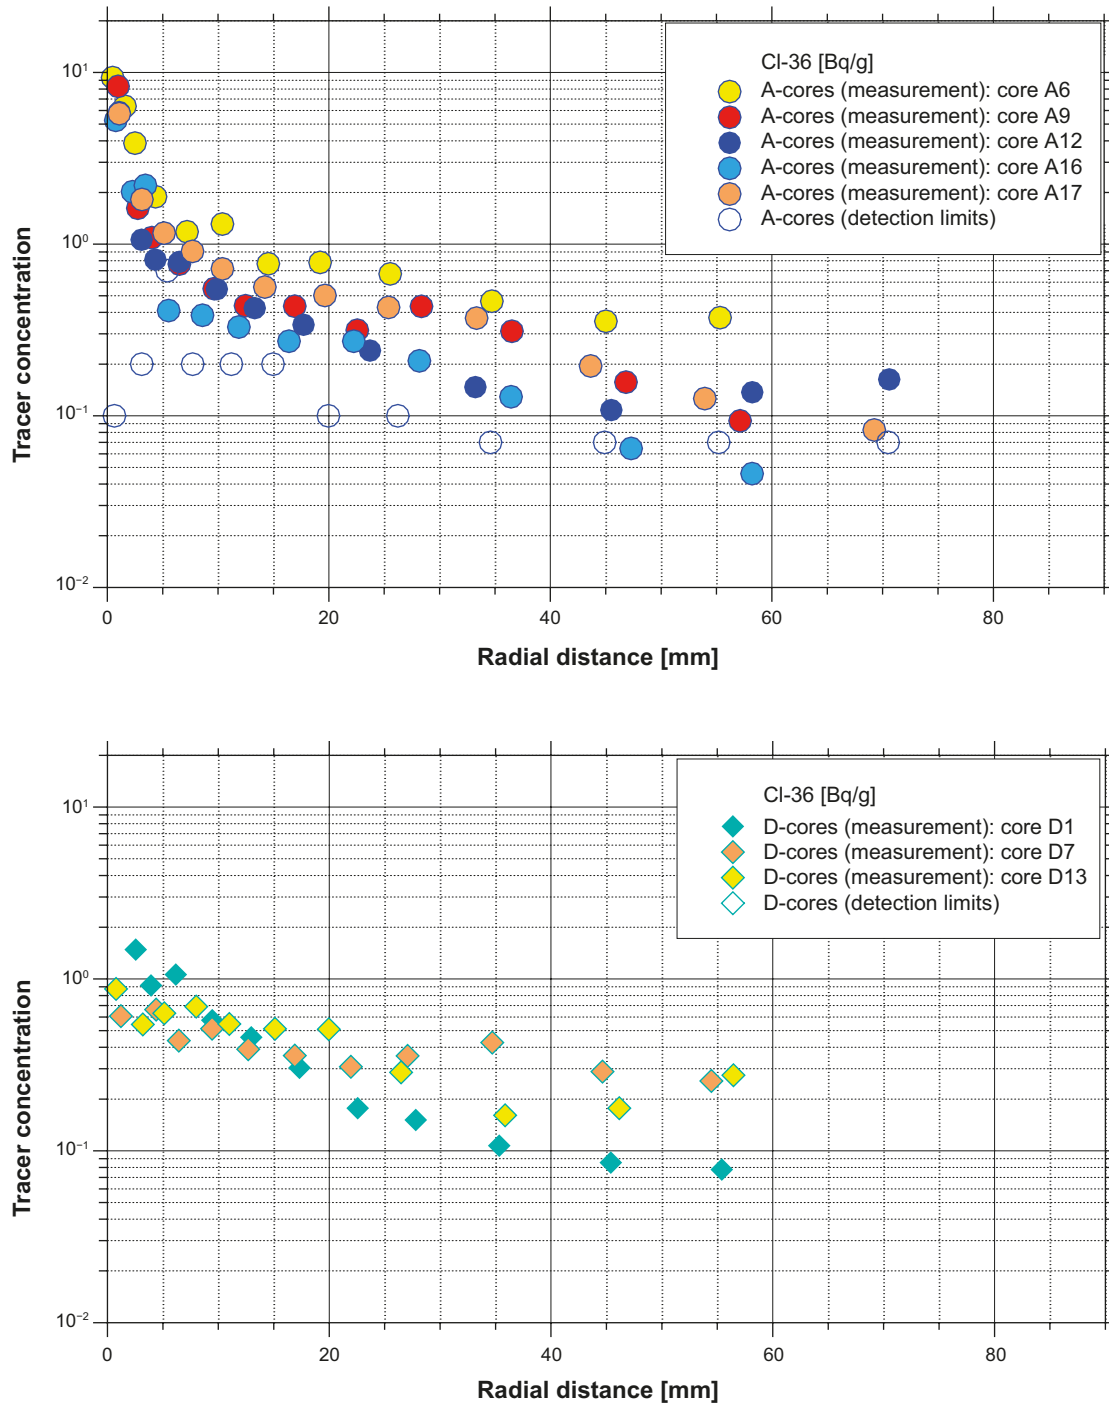 Cl-36 [Bq/g]
A-cores (measurement): core A6
A-cores (measurement): core A9
A-cores (measurement): core A12
A-cores (measurement): core A16
A-cores (measurement): core A17
A-cores (detection limits)
Tracer concentration
10¹
10⁰
10⁻¹
10⁻²
0 20 40 60 80
Radial distance [mm]
Cl-36 [Bq/g]
D-cores (measurement): core D1
D-cores (measurement): core D7
D-cores (measurement): core D13
D-cores (detection limits)
Tracer concentration
10¹
10⁰
10⁻¹
10⁻²
0 20 40 60 80
Radial distance [mm]